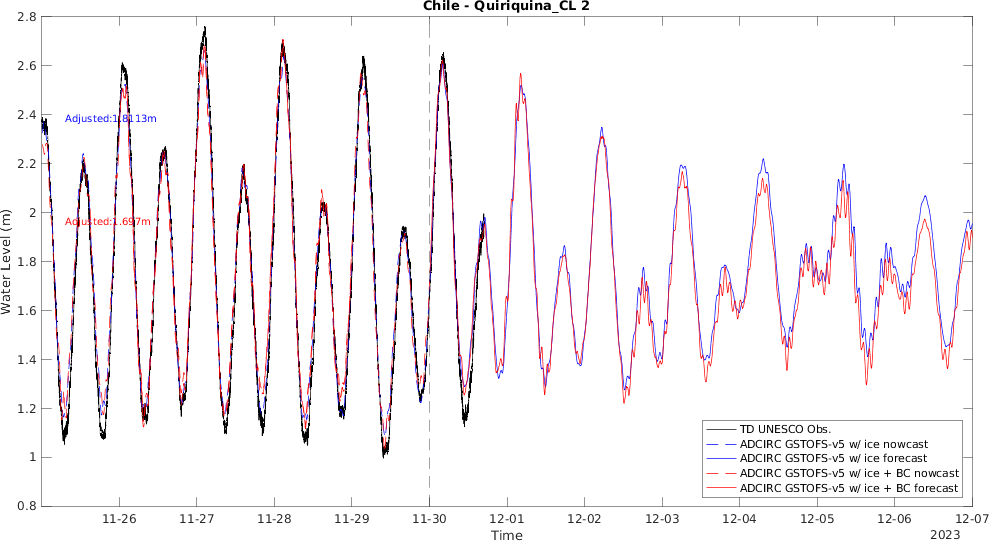 Chile - Quiriquina_CL 2
Water Level (m)
2.8
2.6
2.4
2.2
2
1.8
1.6
1.4
1.2
1
0.8
Adjusted:1.8113m
Adjusted:1.697m
TD UNESCO Obs.
ADCIRC GSTOFS-v5 w/ ice nowcast
ADCIRC GSTOFS-v5 w/ ice forecast
ADCIRC GSTOFS-v5 w/ ice + BC nowcast
ADCIRC GSTOFS-v5 w/ ice + BC forecast
11-26 11-27 11-28 11-29 11-30 12-01 12-02 12-03 12-04 12-05 12-06 12-07
Time
2023